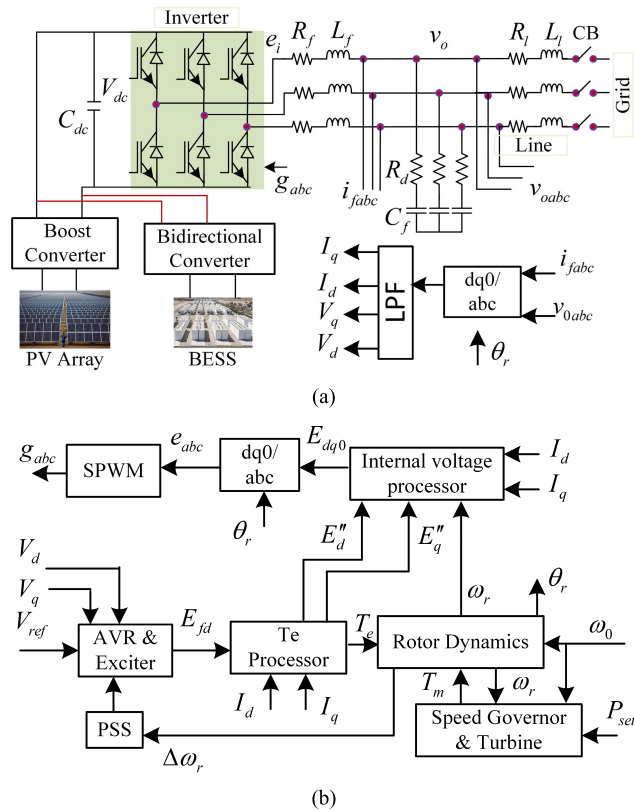 Inverter
e_i
R_f
L_f
v_o
R_l
L_l
CB
V_dc
C_dc
Grid
Line
g_abc
i_fabc
R_d
C_f
v_oabc
Boost Converter
Bidirectional Converter
PV Array
BESS
I_q
I_d
V_q
V_d
LPF
dq0/
abc
i_fabc
v_0abc
θ_r
(a)
g_abc
SPWM
e_abc
dq0/
abc
E_dq0
Internal voltage
processor
I_d
I_q
θ_r
E″_d
E″_q
ω_r
θ_r
V_d
V_q
V_ref
AVR &
Exciter
E_fd
Te
Processor
T_e
Rotor Dynamics
ω_0
I_d
I_q
T_m
ω_r
PSS
Δω_r
Speed Governor
& Turbine
P_set
(b)